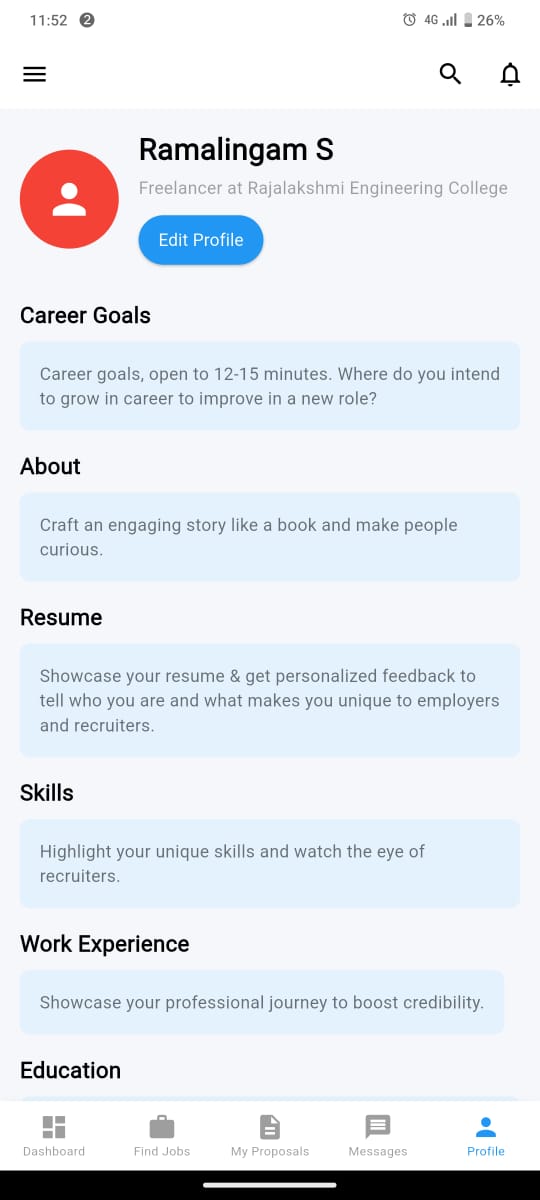 11:52 2 4G 26%
Ramalingam S
Freelancer at Rajalakshmi Engineering College
Edit Profile
Career Goals
Career goals, open to 12-15 minutes. Where do you intend
to grow in career to improve in a new role?
About
Craft an engaging story like a book and make people
curious.
Resume
Showcase your resume & get personalized feedback to
tell who you are and what makes you unique to employers
and recruiters.
Skills
Highlight your unique skills and watch the eye of
recruiters.
Work Experience
Showcase your professional journey to boost credibility.
Education
Dashboard Find Jobs My Proposals Messages Profile